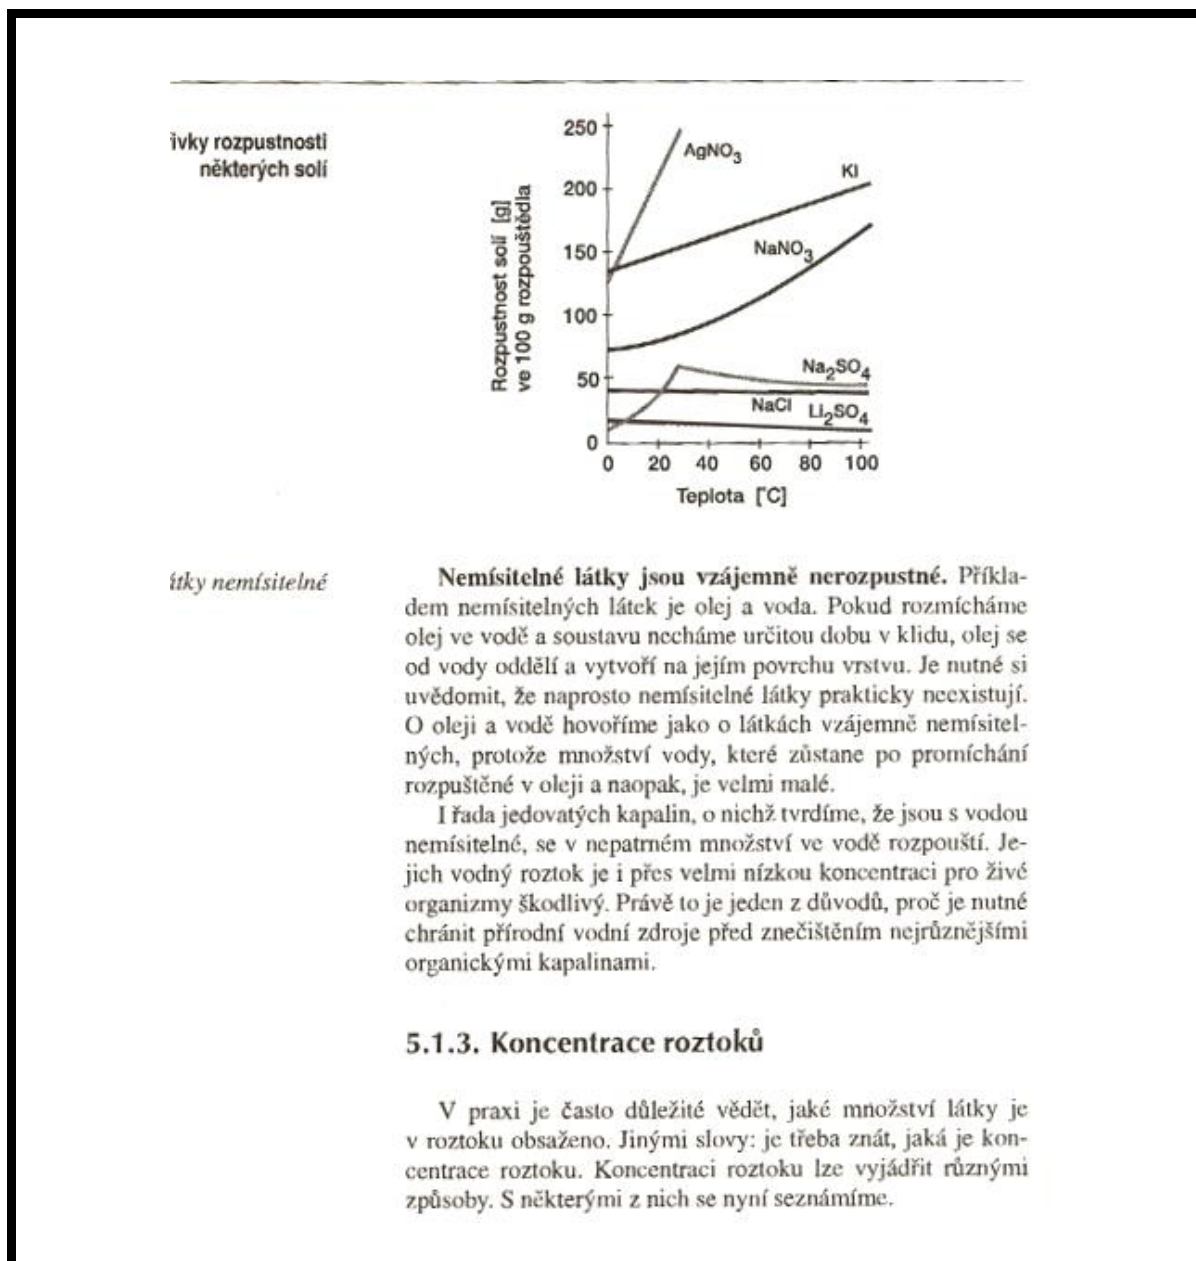 ivky rozpustnosti
některých solí
Rozpustnost solí [g]
ve 100 g rozpouštědla
250
200
150
100
50
0
AgNO3
KI
NaNO3
Na2SO4
NaCl
Li2SO4
0 20 40 60 80 100
Teplota [°C]
átky nemísitelné
Nemísitelné látky jsou vzájemně nerozpustné. Příkla-
dem nemísitelných látek je olej a voda. Pokud rozmícháme
olej ve vodě a soustavu necháme určitou dobu v klidu, olej se
od vody oddělí a vytvoří na jejím povrchu vrstvu. Je nutné si
uvědomit, že naprosto nemísitelné látky prakticky neexistují.
O oleji a vodě hovoříme jako o látkách vzájemně nemísitel-
ných, protože množství vody, které zůstane po promíchání
rozpuštěné v oleji a naopak, je velmi malé.
I řada jedovatých kapalin, o nichž tvrdíme, že jsou s vodou
nemísitelné, se v nepatrném množství ve vodě rozpouští. Je-
jich vodný roztok je i přes velmi nízkou koncentraci pro živé
organizmy škodlivý. Právě to je jeden z důvodů, proč je nutné
chránit přírodní vodní zdroje před znečištěním nejrůznějšími
organickými kapalinami.
5.1.3. Koncentrace roztoků
V praxi je často důležité vědět, jaké množství látky je
v roztoku obsaženo. Jinými slovy: je třeba znát, jaká je kon-
centrace roztoku. Koncentraci roztoku lze vyjádřit různými
způsoby. S některými z nich se nyní seznámíme.